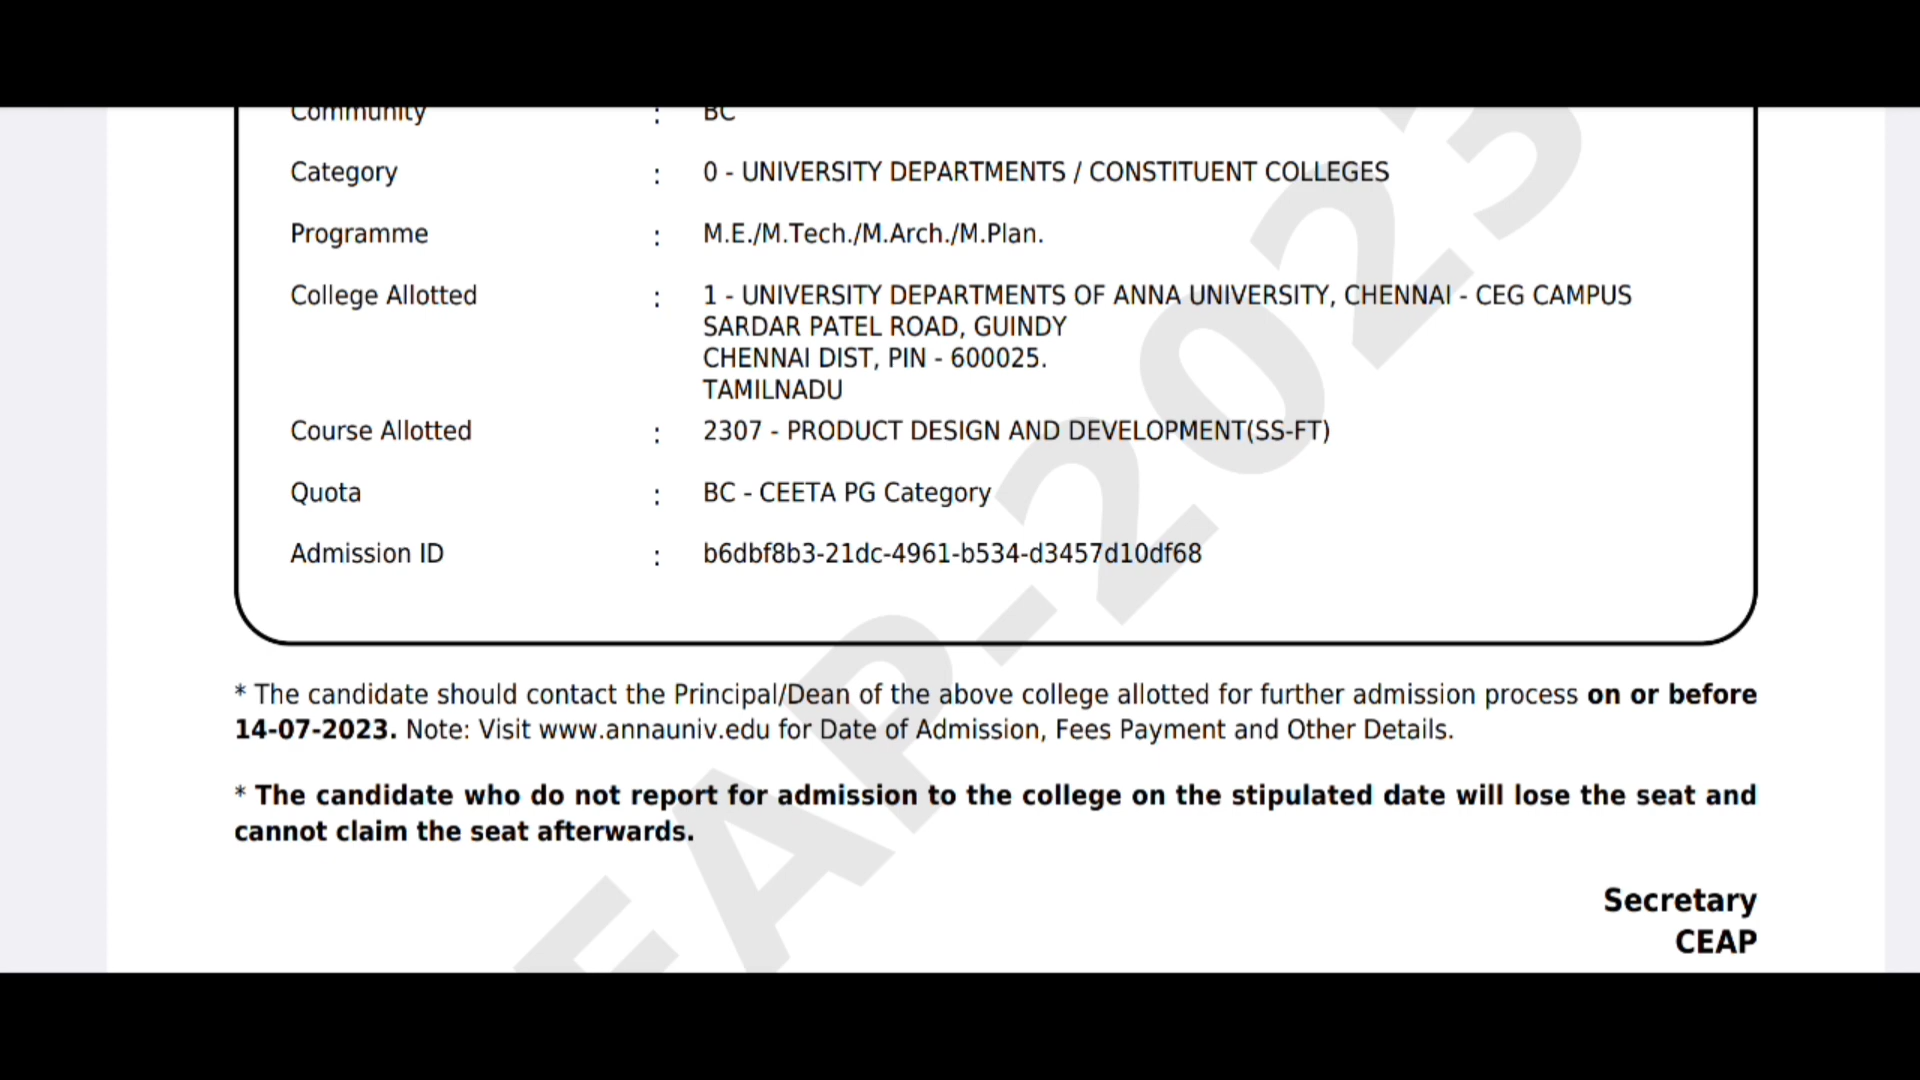 Community : BC
Category : 0 - UNIVERSITY DEPARTMENTS / CONSTITUENT COLLEGES
Programme : M.E./M.Tech./M.Arch./M.Plan.
College Allotted : 1 - UNIVERSITY DEPARTMENTS OF ANNA UNIVERSITY, CHENNAI - CEG CAMPUS
SARDAR PATEL ROAD, GUINDY
CHENNAI DIST, PIN - 600025.
TAMILNADU
Course Allotted : 2307 - PRODUCT DESIGN AND DEVELOPMENT(SS-FT)
Quota : BC - CEETA PG Category
Admission ID : b6dbf8b3-21dc-4961-b534-d3457d10df68
* The candidate should contact the Principal/Dean of the above college allotted for further admission process on or before
14-07-2023. Note: Visit www.annauniv.edu for Date of Admission, Fees Payment and Other Details.
* The candidate who do not report for admission to the college on the stipulated date will lose the seat and
cannot claim the seat afterwards.
Secretary
CEAP
EAP-2023